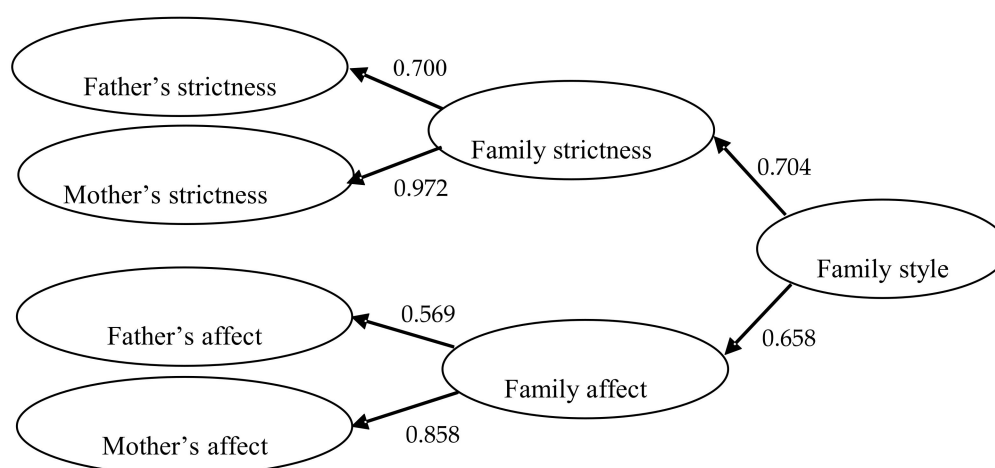 Father’s strictness
0.700
Family strictness
Mother’s strictness
0.972
0.704
Family style
Father’s affect
0.569
0.658
Family affect
Mother’s affect
0.858